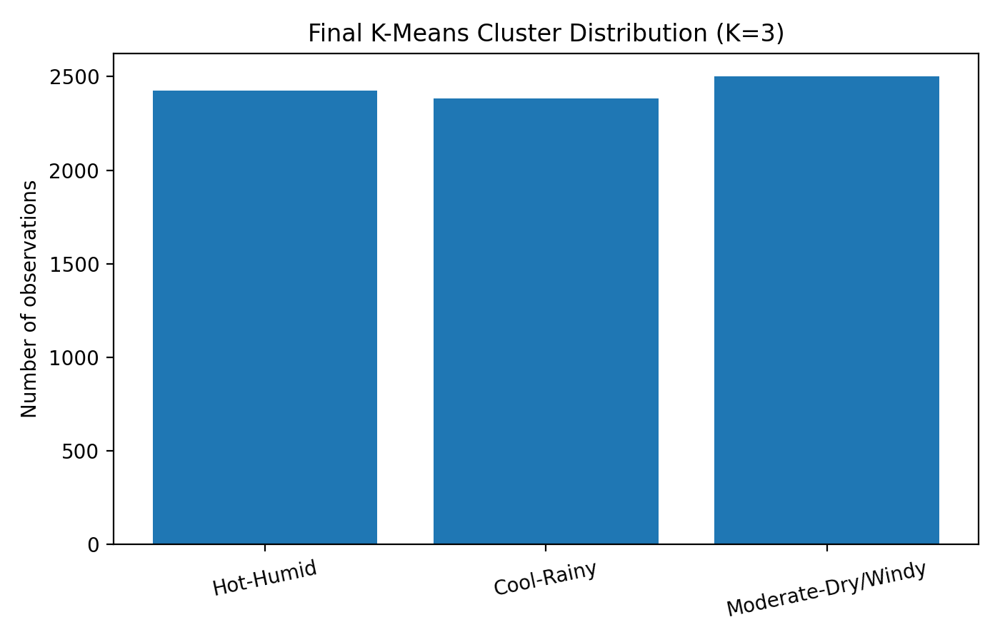 Final K-Means Cluster Distribution (K=3)
Number of observations
2500
2000
1500
1000
500
0
Hot-Humid
Cool-Rainy
Moderate-Dry/Windy